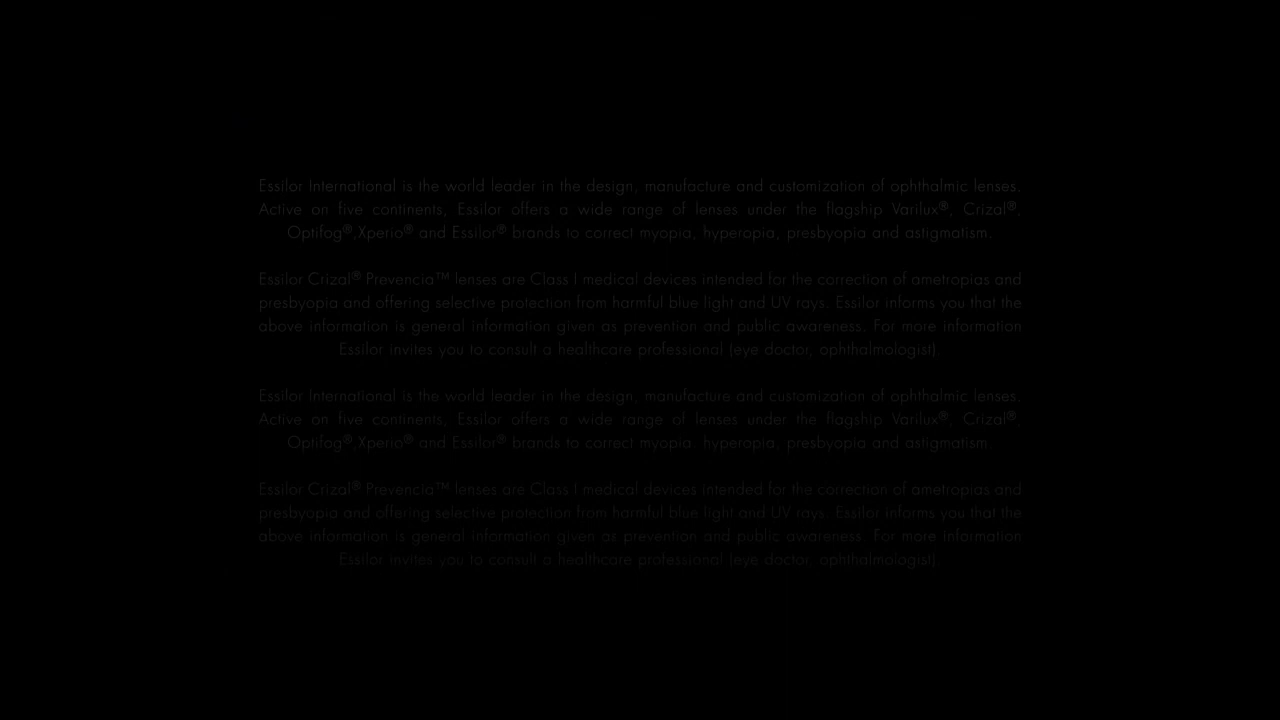 Essilor International is the world leader in the design, manufacture and customization of ophthalmic lenses.
Active on five continents, Essilor offers a wide range of lenses under the flagship Varilux®, Crizal®,
Optifog®,Xperio® and Essilor® brands to correct myopia, hyperopia, presbyopia and astigmatism.
Essilor Crizal® Prevencia™ lenses are Class I medical devices intended for the correction of ametropias and
presbyopia and offering selective protection from harmful blue light and UV rays. Essilor informs you that the
above information is general information given as prevention and public awareness. For more information
Essilor invites you to consult a healthcare professional (eye doctor, ophthalmologist).
Essilor International is the world leader in the design, manufacture and customization of ophthalmic lenses.
Active on five continents, Essilor offers a wide range of lenses under the flagship Varilux®, Crizal®,
Optifog®,Xperio® and Essilor® brands to correct myopia, hyperopia, presbyopia and astigmatism.
Essilor Crizal® Prevencia™ lenses are Class I medical devices intended for the correction of ametropias and
presbyopia and offering selective protection from harmful blue light and UV rays. Essilor informs you that the
above information is general information given as prevention and public awareness. For more information
Essilor invites you to consult a healthcare professional (eye doctor, ophthalmologist).